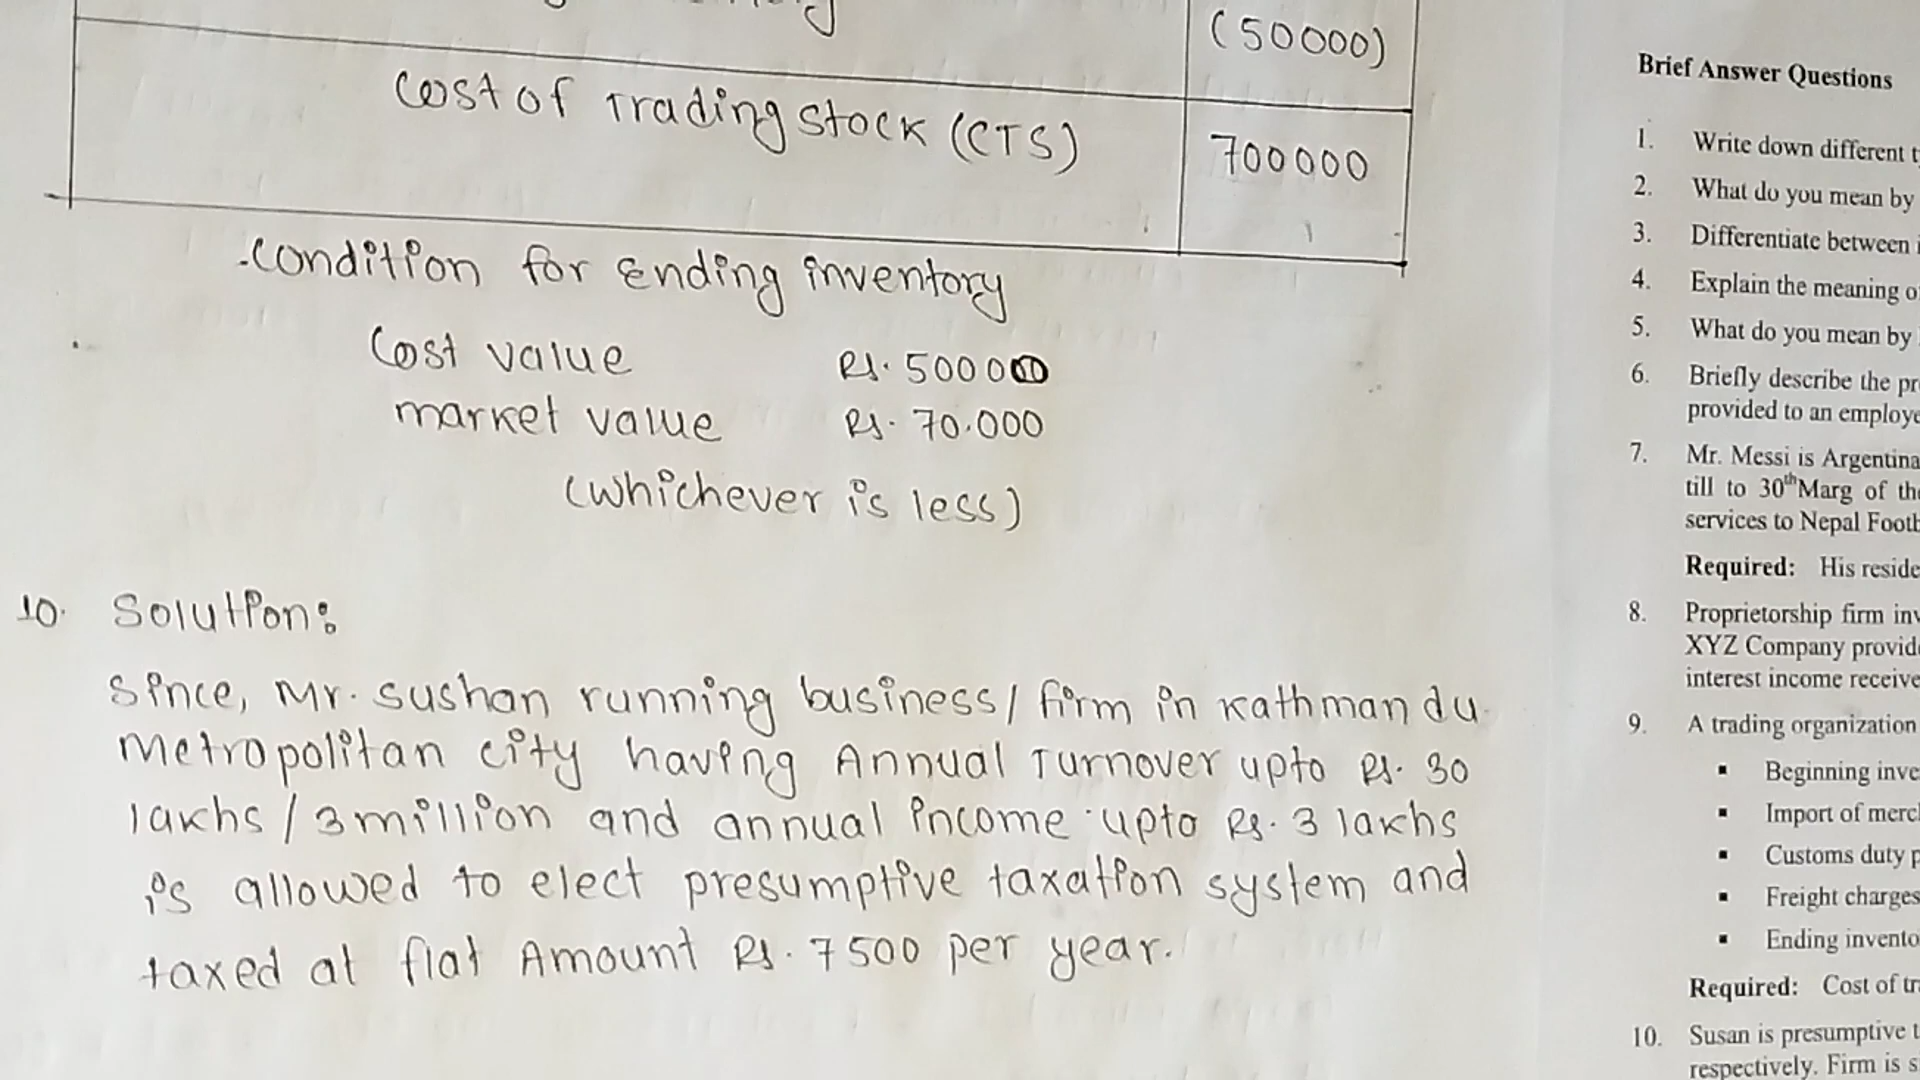 (50000)
Cost of Trading Stock (CTS)
700000
Condition for Ending inventory
Cost value Rs. 50000
market value Rs. 70.000
(whichever is less)
10. Solution:
Since, Mr. Sushan running business/ firm in Kathmandu
Metropolitan city having Annual Turnover upto Rs. 30
lakhs / 3 million and annual income upto Rs. 3 lakhs
is allowed to elect presumptive taxation system and
taxed at flat Amount Rs. 7500 per year.
Brief Answer Questions
1. Write down different
2. What do you mean by
3. Differentiate between
4. Explain the meaning
5. What do you mean by
6. Briefly describe the
provided to an
7. Mr. Messi is Argentina
till to 30th Marg of
services to Nepal
Required: His
8. Proprietorship firm
XYZ Company
interest income
9. A trading organization
▪ Beginning
▪ Import of
▪ Customs duty
▪ Freight charges
▪ Ending
Required: Cost of
10. Susan is presumptive
respectively. Firm is